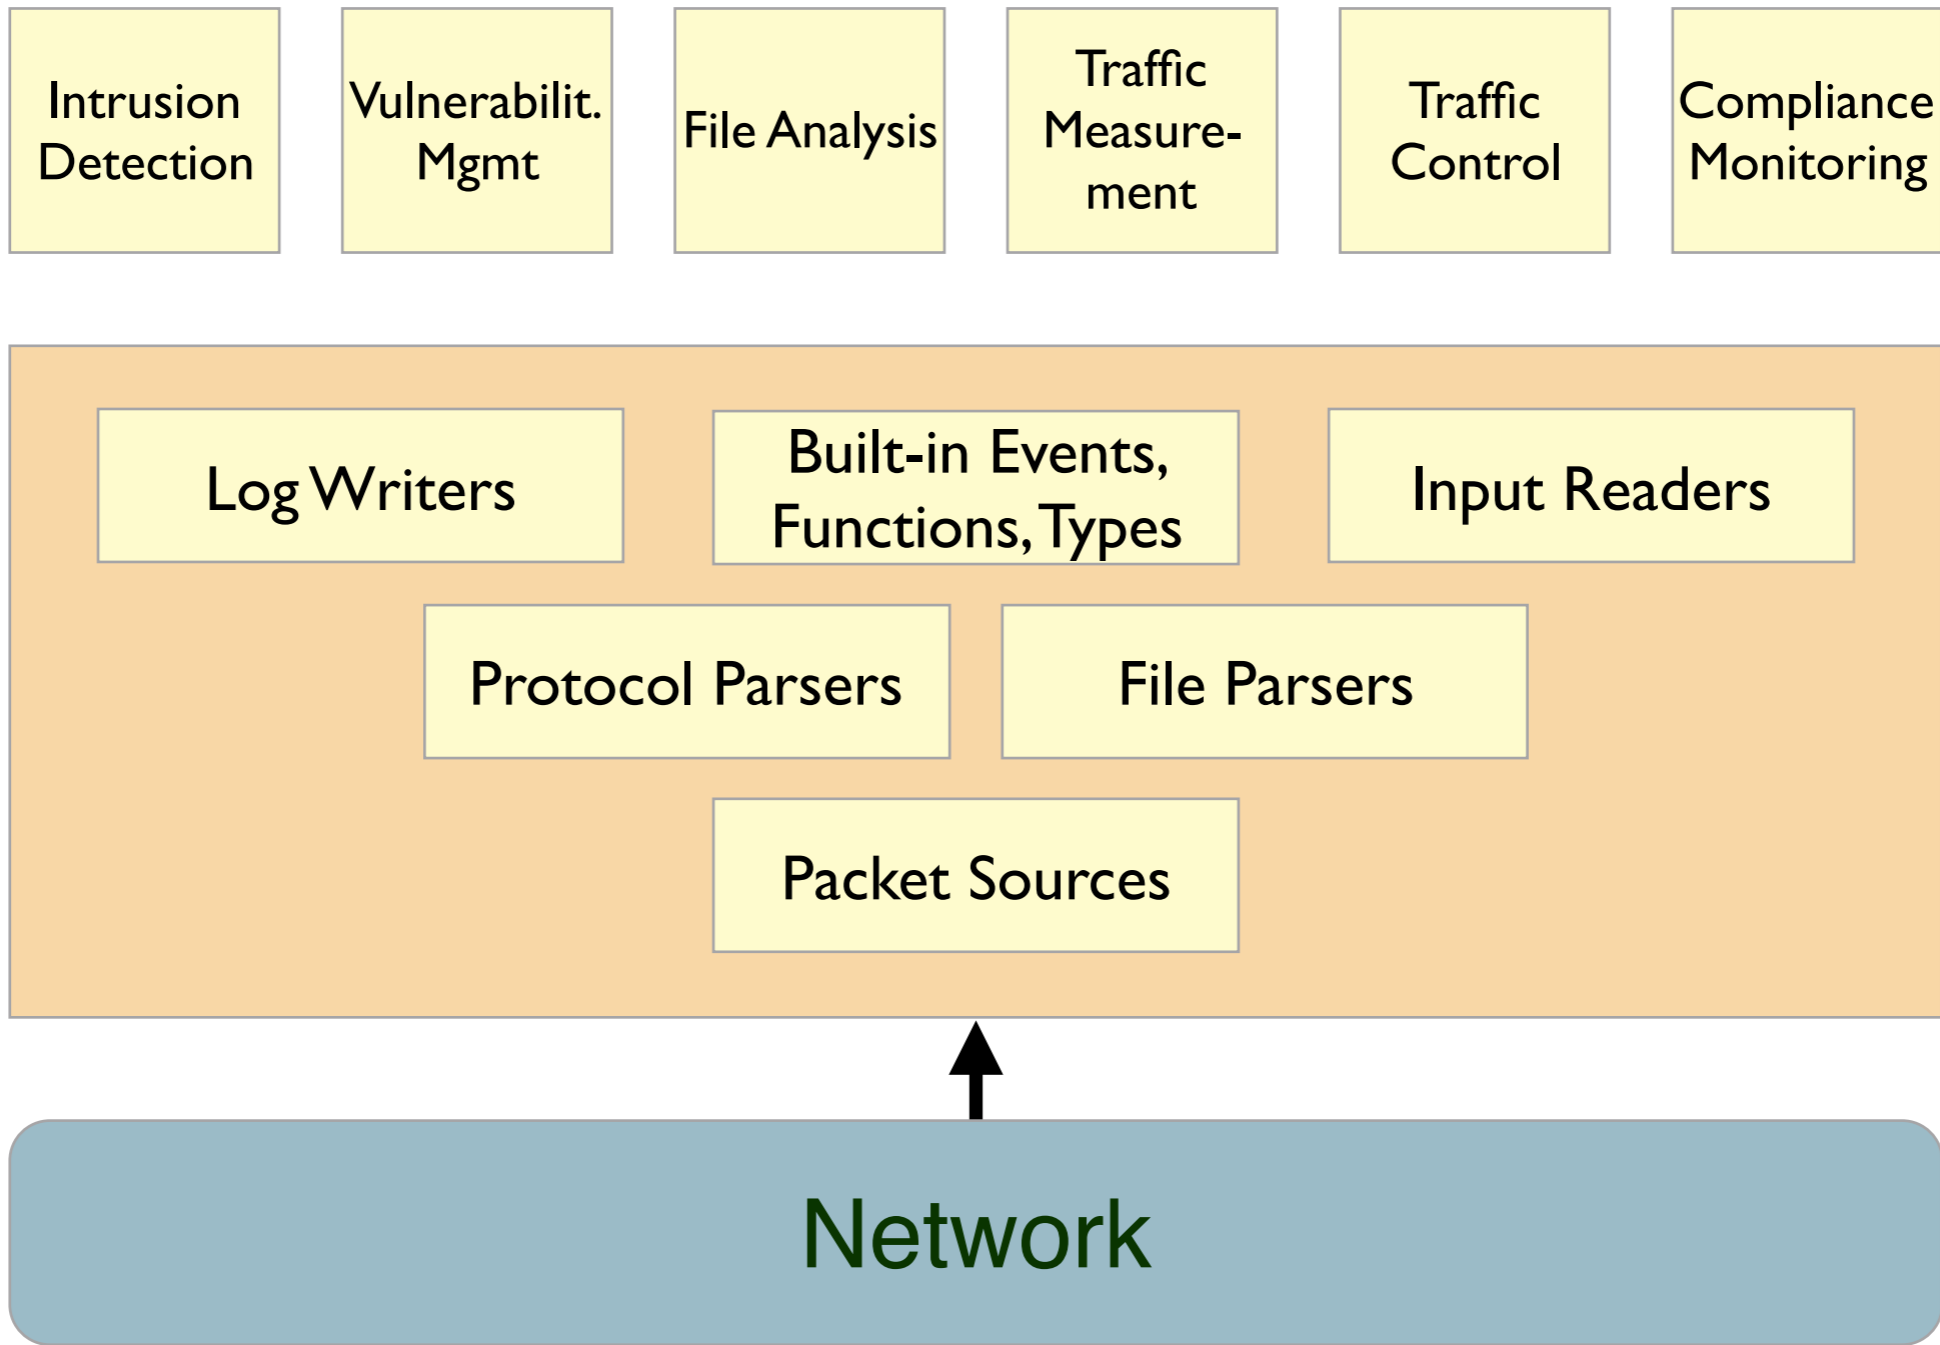 Intrusion
Detection
Vulnerabilit.
Mgmt
File Analysis
Traffic
Measure-
ment
Traffic
Control
Compliance
Monitoring
Log Writers
Built-in Events,
Functions, Types
Input Readers
Protocol Parsers
File Parsers
Packet Sources
Network